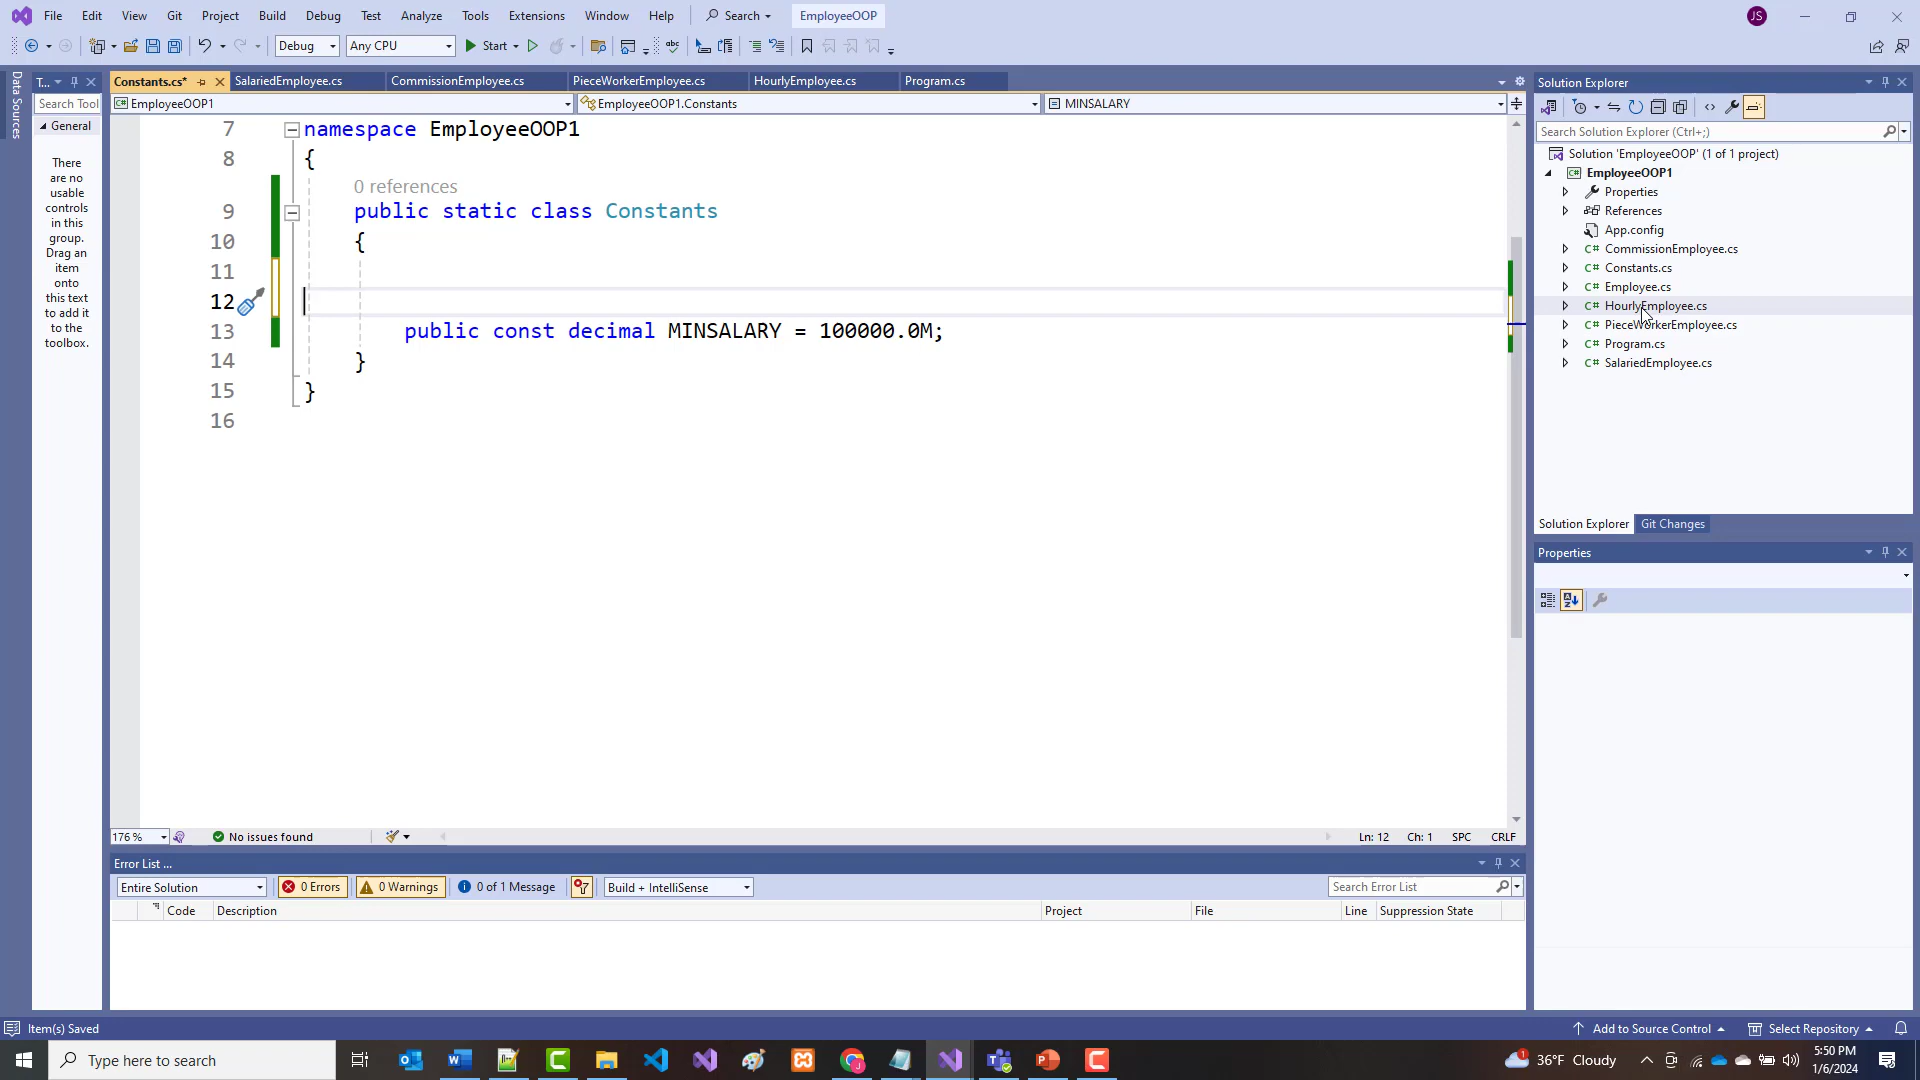 File Edit View Git Project Build Debug Test Analyze Tools Extensions Window Help Search EmployeeOOP JS
Debug Any CPU Start
Data Sources
T...
Search Tool
General
There
are no
usable
controls
in this
group.
Drag an
item
onto
this text
to add it
to the
toolbox.
Constants.cs* SalariedEmployee.cs CommissionEmployee.cs PieceWorkerEmployee.cs HourlyEmployee.cs Program.cs
EmployeeOOP1 EmployeeOOP1.Constants MINSALARY
7 namespace EmployeeOOP1
8 {
0 references
9 public static class Constants
10 {
11
12
13 public const decimal MINSALARY = 100000.0M;
14 }
15 }
16
176 % No issues found Ln: 12 Ch: 1 SPC CRLF
Error List ...
Entire Solution 0 Errors 0 Warnings 0 of 1 Message Build + IntelliSense Search Error List
Code Description Project File Line Suppression State
Solution Explorer
Search Solution Explorer (Ctrl+;)
Solution 'EmployeeOOP' (1 of 1 project)
EmployeeOOP1
Properties
References
App.config
C# CommissionEmployee.cs
C# Constants.cs
C# Employee.cs
C# HourlyEmployee.cs
C# PieceWorkerEmployee.cs
C# Program.cs
C# SalariedEmployee.cs
Solution Explorer Git Changes
Properties
Item(s) Saved Add to Source Control Select Repository
Type here to search 36°F Cloudy 5:50 PM
1/6/2024